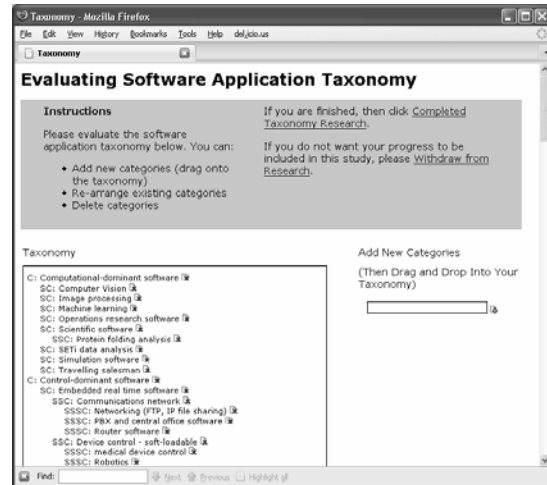 Taxonomy - Mozilla Firefox
File Edit View History Bookmarks Tools Help del.icio.us
Taxonomy
Evaluating Software Application Taxonomy
Instructions
Please evaluate the software
application taxonomy below. You can:
• Add new categories (drag onto
the taxonomy)
• Re-arrange existing categories
• Delete categories
If you are finished, then click Completed
Taxonomy Research.
If you do not want your progress to be
included in this study, please Withdraw from
Research.
Taxonomy
C: Computational-dominant software
SC: Computer Vision
SC: Image processing
SC: Machine learning
SC: Operations research software
SC: Scientific software
SSC: Protein folding analysis
SC: SETi data analysis
SC: Simulation software
SC: Travelling salesman
C: Control-dominant software
SC: Embedded real time software
SSC: Communications network
SSSC: Networking (FTP, IP file sharing)
SSSC: PBX and central office software
SSSC: Router software
SSC: Device control - soft-loadable
SSSC: medical device control
SSSC: Robotics
Add New Categories
(Then Drag and Drop Into Your
Taxonomy)
Find: Next Previous Highlight all